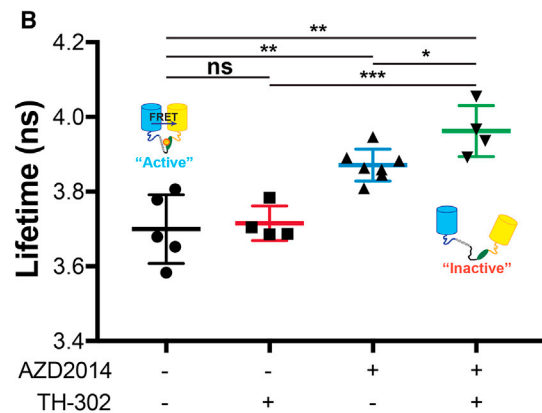 B
4.2
4.0
3.8
3.6
3.4
Lifetime (ns)
**
**
*
ns
***
FRET
“Active”
“Inactive”
AZD2014 - - + +
TH-302 - + - +